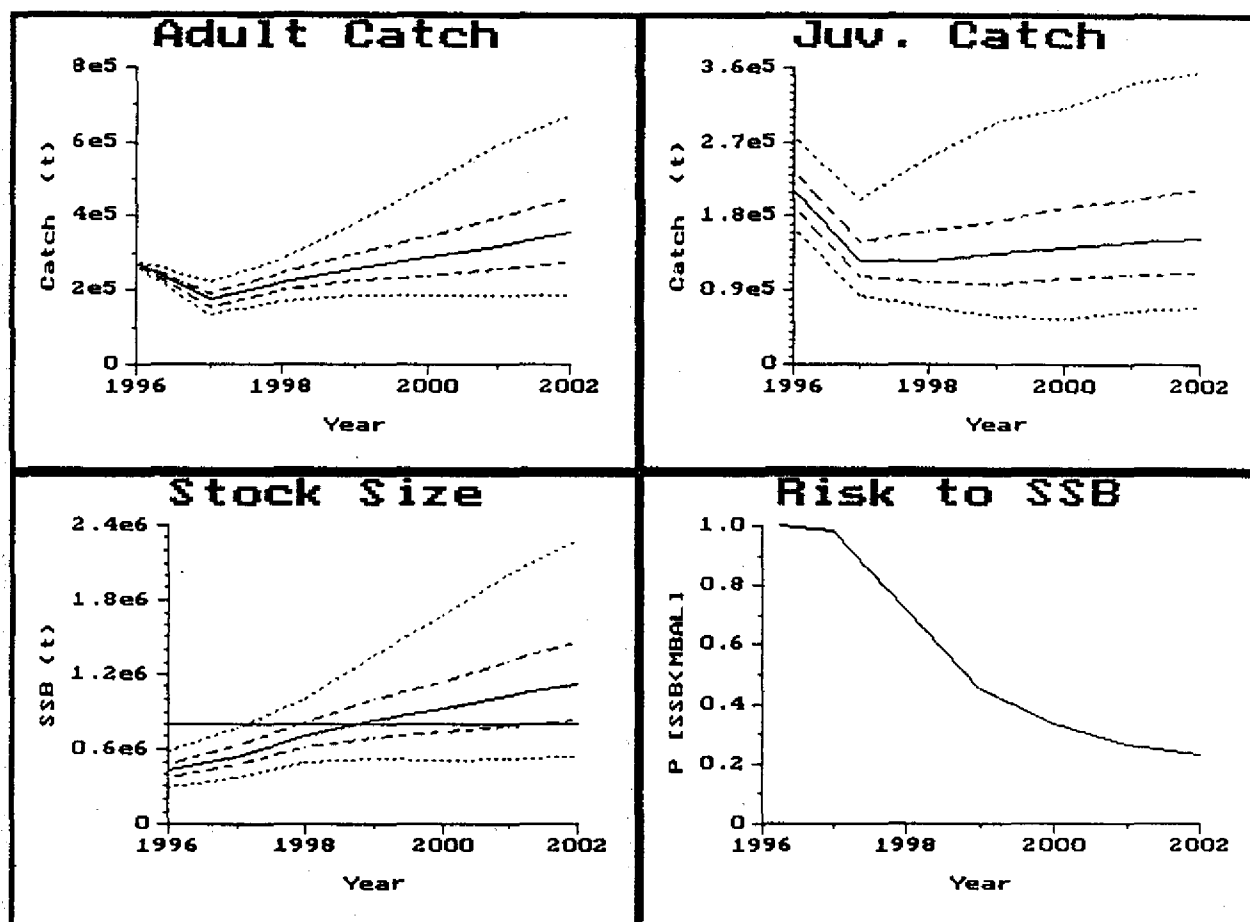 Adult Catch
8e5
6e5
4e5
2e5
0
Catch (t)
1996 1998 2000 2002
Year
Juv. Catch
3.6e5
2.7e5
1.8e5
0.9e5
0
Catch (t)
1996 1998 2000 2002
Year
Stock Size
2.4e6
1.8e6
1.2e6
0.6e6
0
SSB (t)
1996 1998 2000 2002
Year
Risk to SSB
1.0
0.8
0.6
0.4
0.2
0
P [SSB<MBAL]
1996 1998 2000 2002
Year